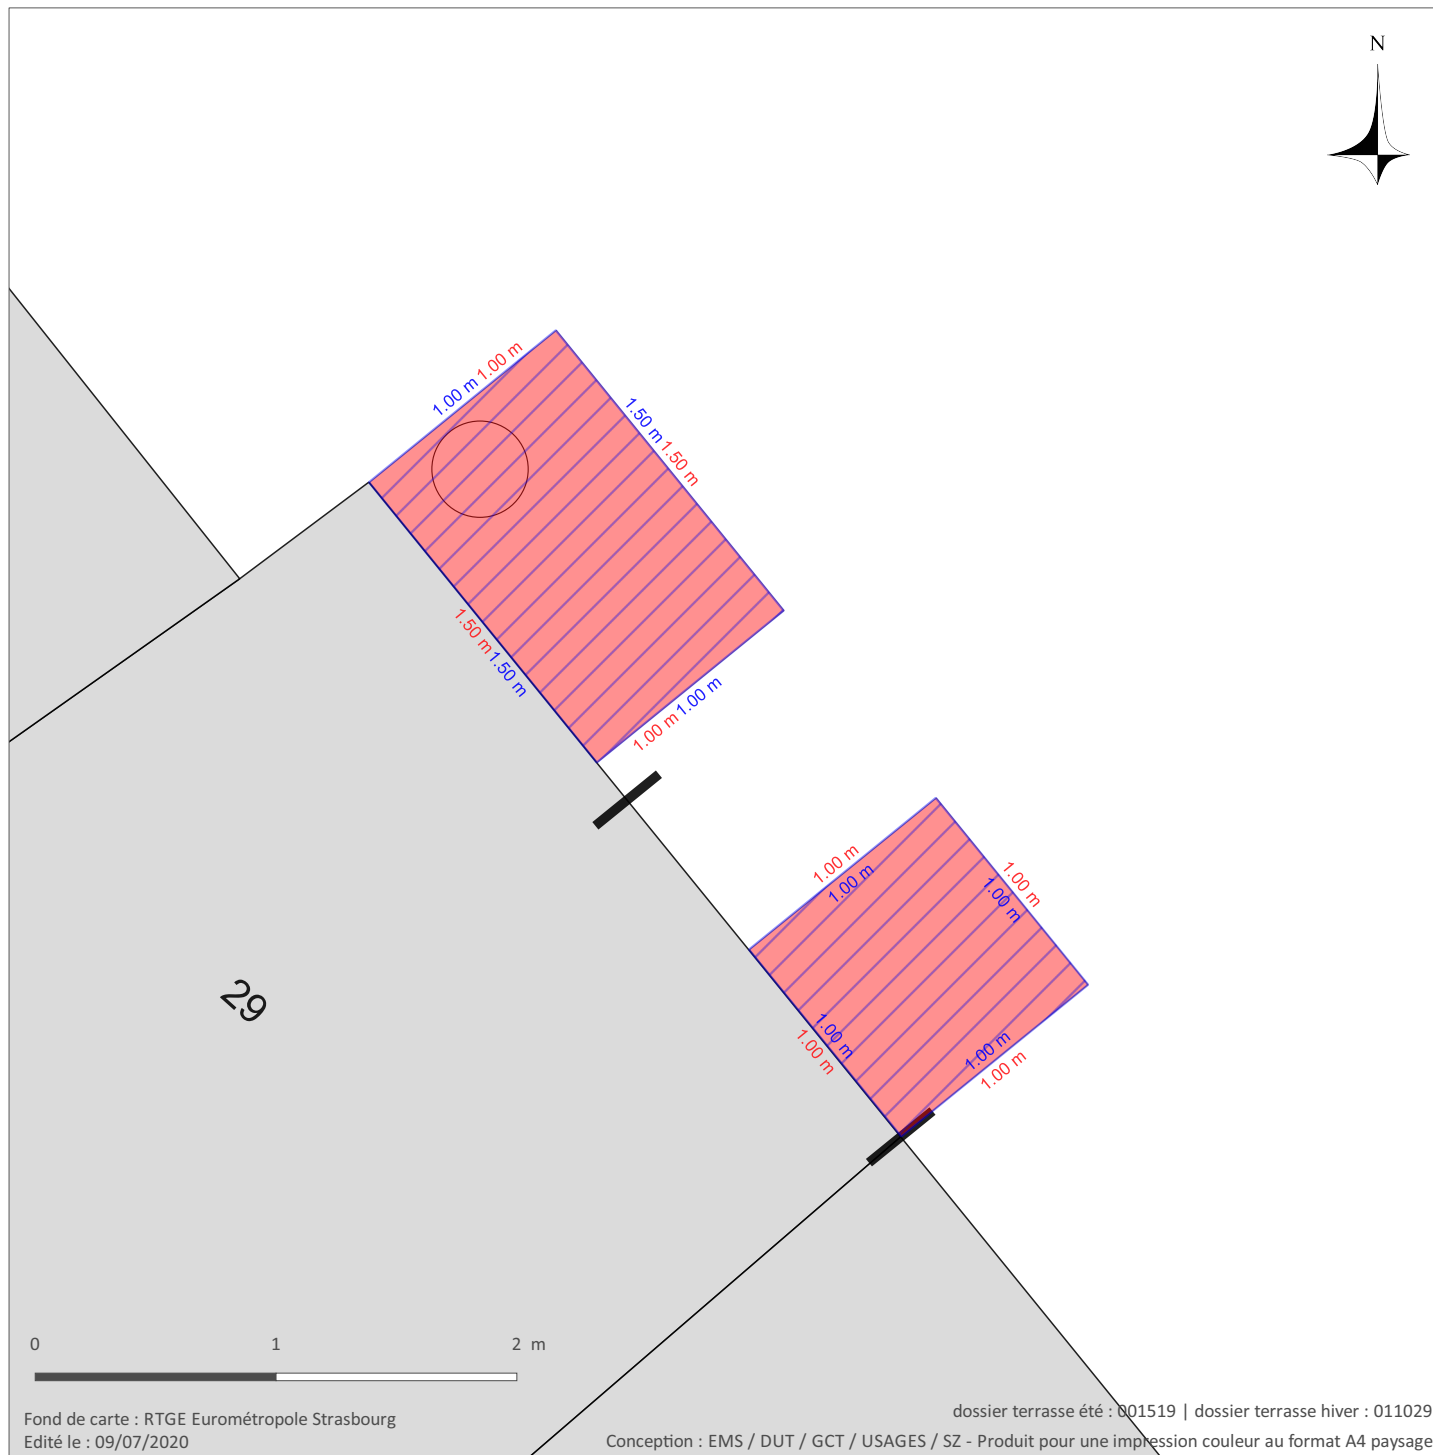 N
1.00 m 1.00 m
1.50 m 1.50 m
1.50 m 1.50 m
1.00 m 1.00 m
1.00 m
1.00 m
1.00 m
1.00 m
1.00 m
1.00 m
1.00 m
1.00 m
29
0 1 2 m
Fond de carte : RTGE Eurométropole Strasbourg
Edité le : 09/07/2020
dossier terrasse été : 001519 | dossier terrasse hiver : 011029
Conception : EMS / DUT / GCT / USAGES / SZ - Produit pour une impression couleur au format A4 paysage